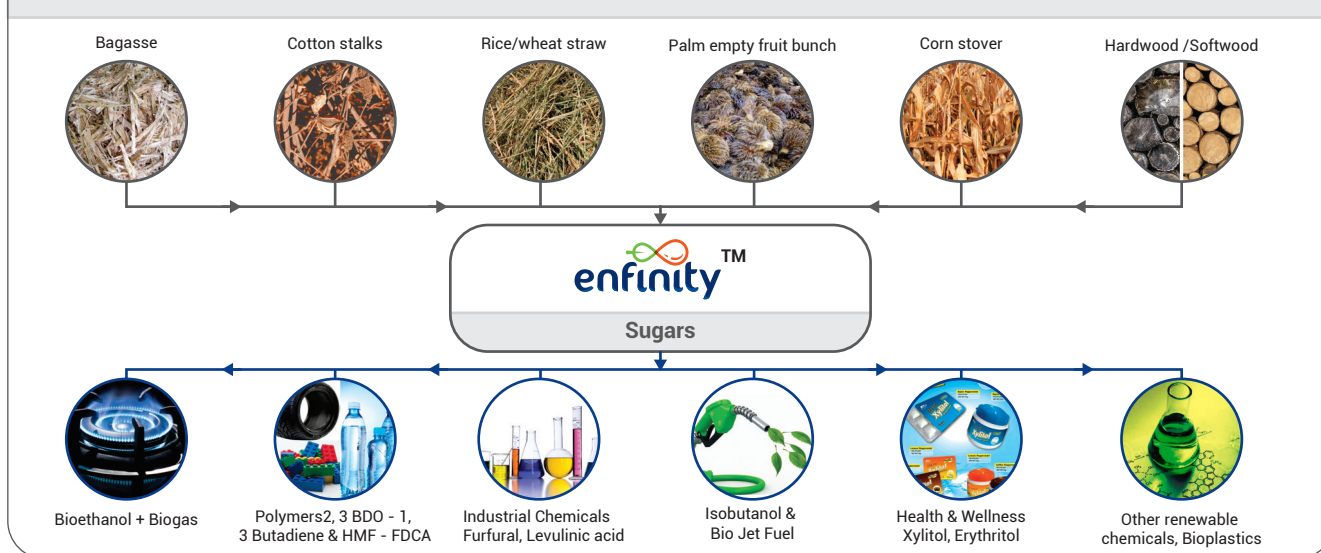 Bagasse
Cotton stalks
Rice/wheat straw
Palm empty fruit bunch
Corn stover
Hardwood /Softwood
enfinity TM
Sugars
Bioethanol + Biogas
Polymers2, 3 BDO - 1,
3 Butadiene & HMF - FDCA
Industrial Chemicals
Furfural, Levulinic acid
Isobutanol &
Bio Jet Fuel
Xylitol
Xylitol
Health & Wellness
Xylitol, Erythritol
Other renewable
chemicals, Bioplastics